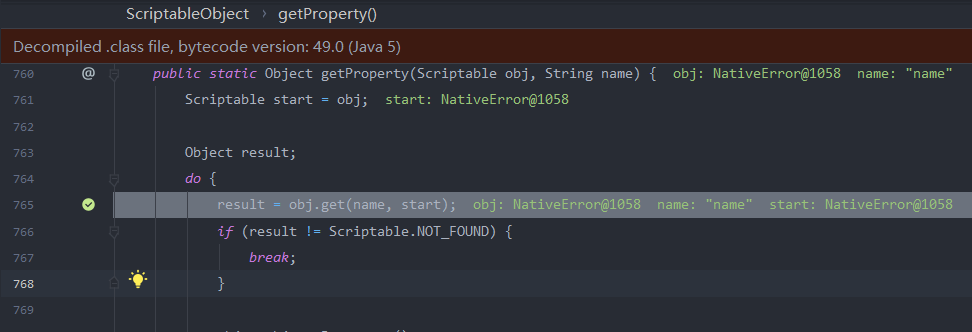 ScriptableObject › getProperty()
Decompiled .class file, bytecode version: 49.0 (Java 5)
760 @ public static Object getProperty(Scriptable obj, String name) { obj: NativeError@1058 name: "name"
761 Scriptable start = obj; start: NativeError@1058
762
763 Object result;
764 do {
765 result = obj.get(name, start); obj: NativeError@1058 name: "name" start: NativeError@1058
766 if (result != Scriptable.NOT_FOUND) {
767 break;
768 }
769